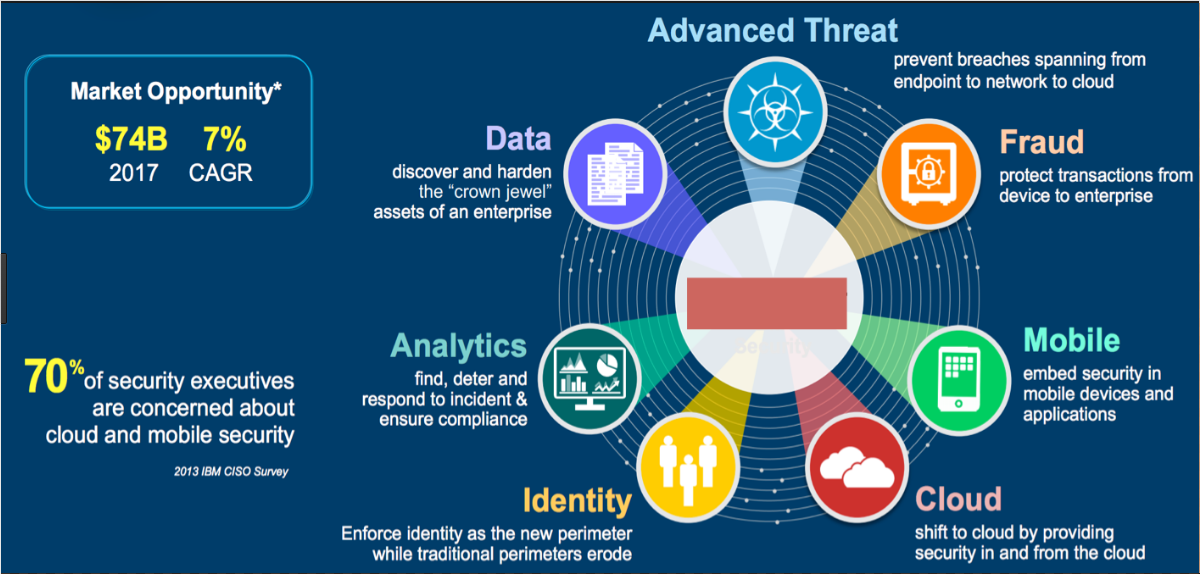 Advanced Threat
prevent breaches spanning from
endpoint to network to cloud
Market Opportunity*
$74B 7%
2017 CAGR
Data
discover and harden
the “crown jewel”
assets of an enterprise
Fraud
protect transactions from
device to enterprise
Security
Analytics
find, deter and
respond to incident &
ensure compliance
Mobile
embed security in
mobile devices and
applications
70% of security executives
are concerned about
cloud and mobile security
2013 IBM CISO Survey
Identity
Enforce identity as the new perimeter
while traditional perimeters erode
Cloud
shift to cloud by providing
security in and from the cloud